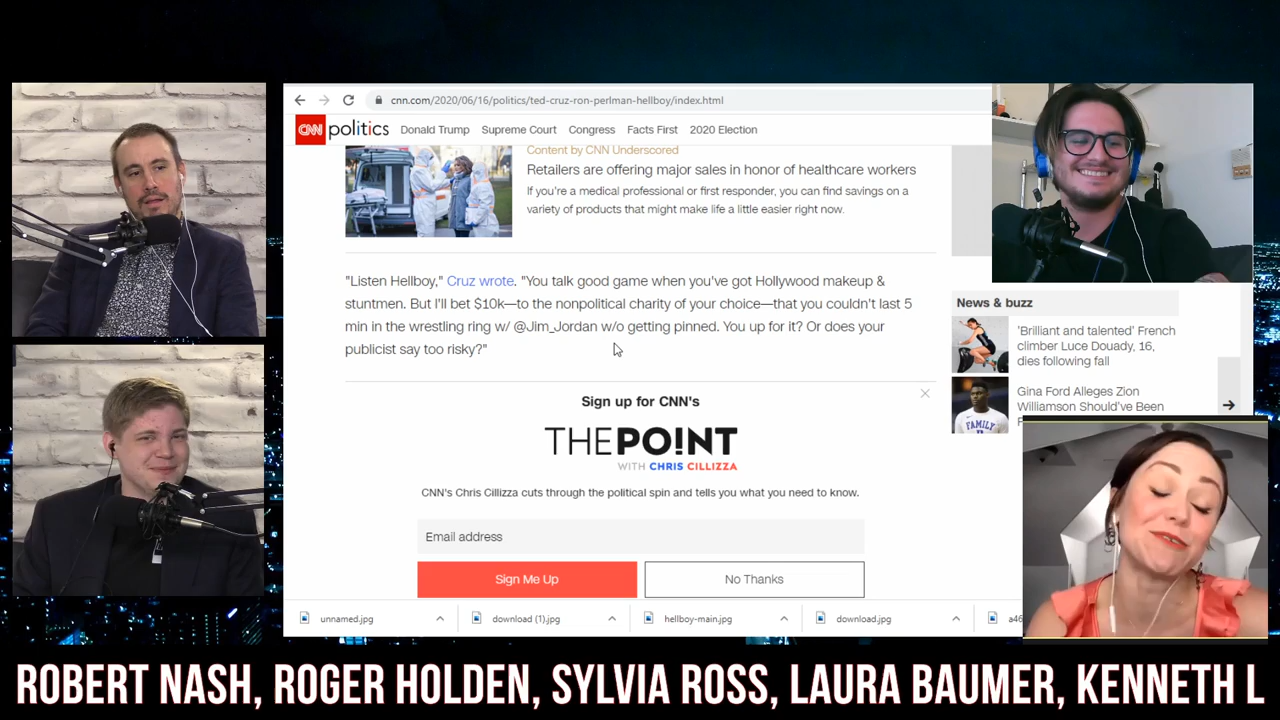 cnn.com/2020/06/16/politics/ted-cruz-ron-perlman-hellboy/index.html
CNN politics Donald Trump Supreme Court Congress Facts First 2020 Election
Content by CNN Underscored
Retailers are offering major sales in honor of healthcare workers
If you're a medical professional or first responder, you can find savings on a
variety of products that might make life a little easier right now.
"Listen Hellboy," Cruz wrote. "You talk good game when you've got Hollywood makeup &
stuntmen. But I'll bet $10k—to the nonpolitical charity of your choice—that you couldn't last 5
min in the wrestling ring w/ @Jim_Jordan w/o getting pinned. You up for it? Or does your
publicist say too risky?"
News & buzz
'Brilliant and talented' French
climber Luce Douady, 16,
dies following fall
Gina Ford Alleges Zion
Williamson Should've Been
FAMILY
Sign up for CNN's
THE PO!NT
WITH CHRIS CILLIZZA
CNN's Chris Cillizza cuts through the political spin and tells you what you need to know.
Email address
Sign Me Up
No Thanks
unnamed.jpg
download (1).jpg
hellboy-main.jpg
download.jpg
a46
ROBERT NASH, ROGER HOLDEN, SYLVIA ROSS, LAURA BAUMER, KENNETH L